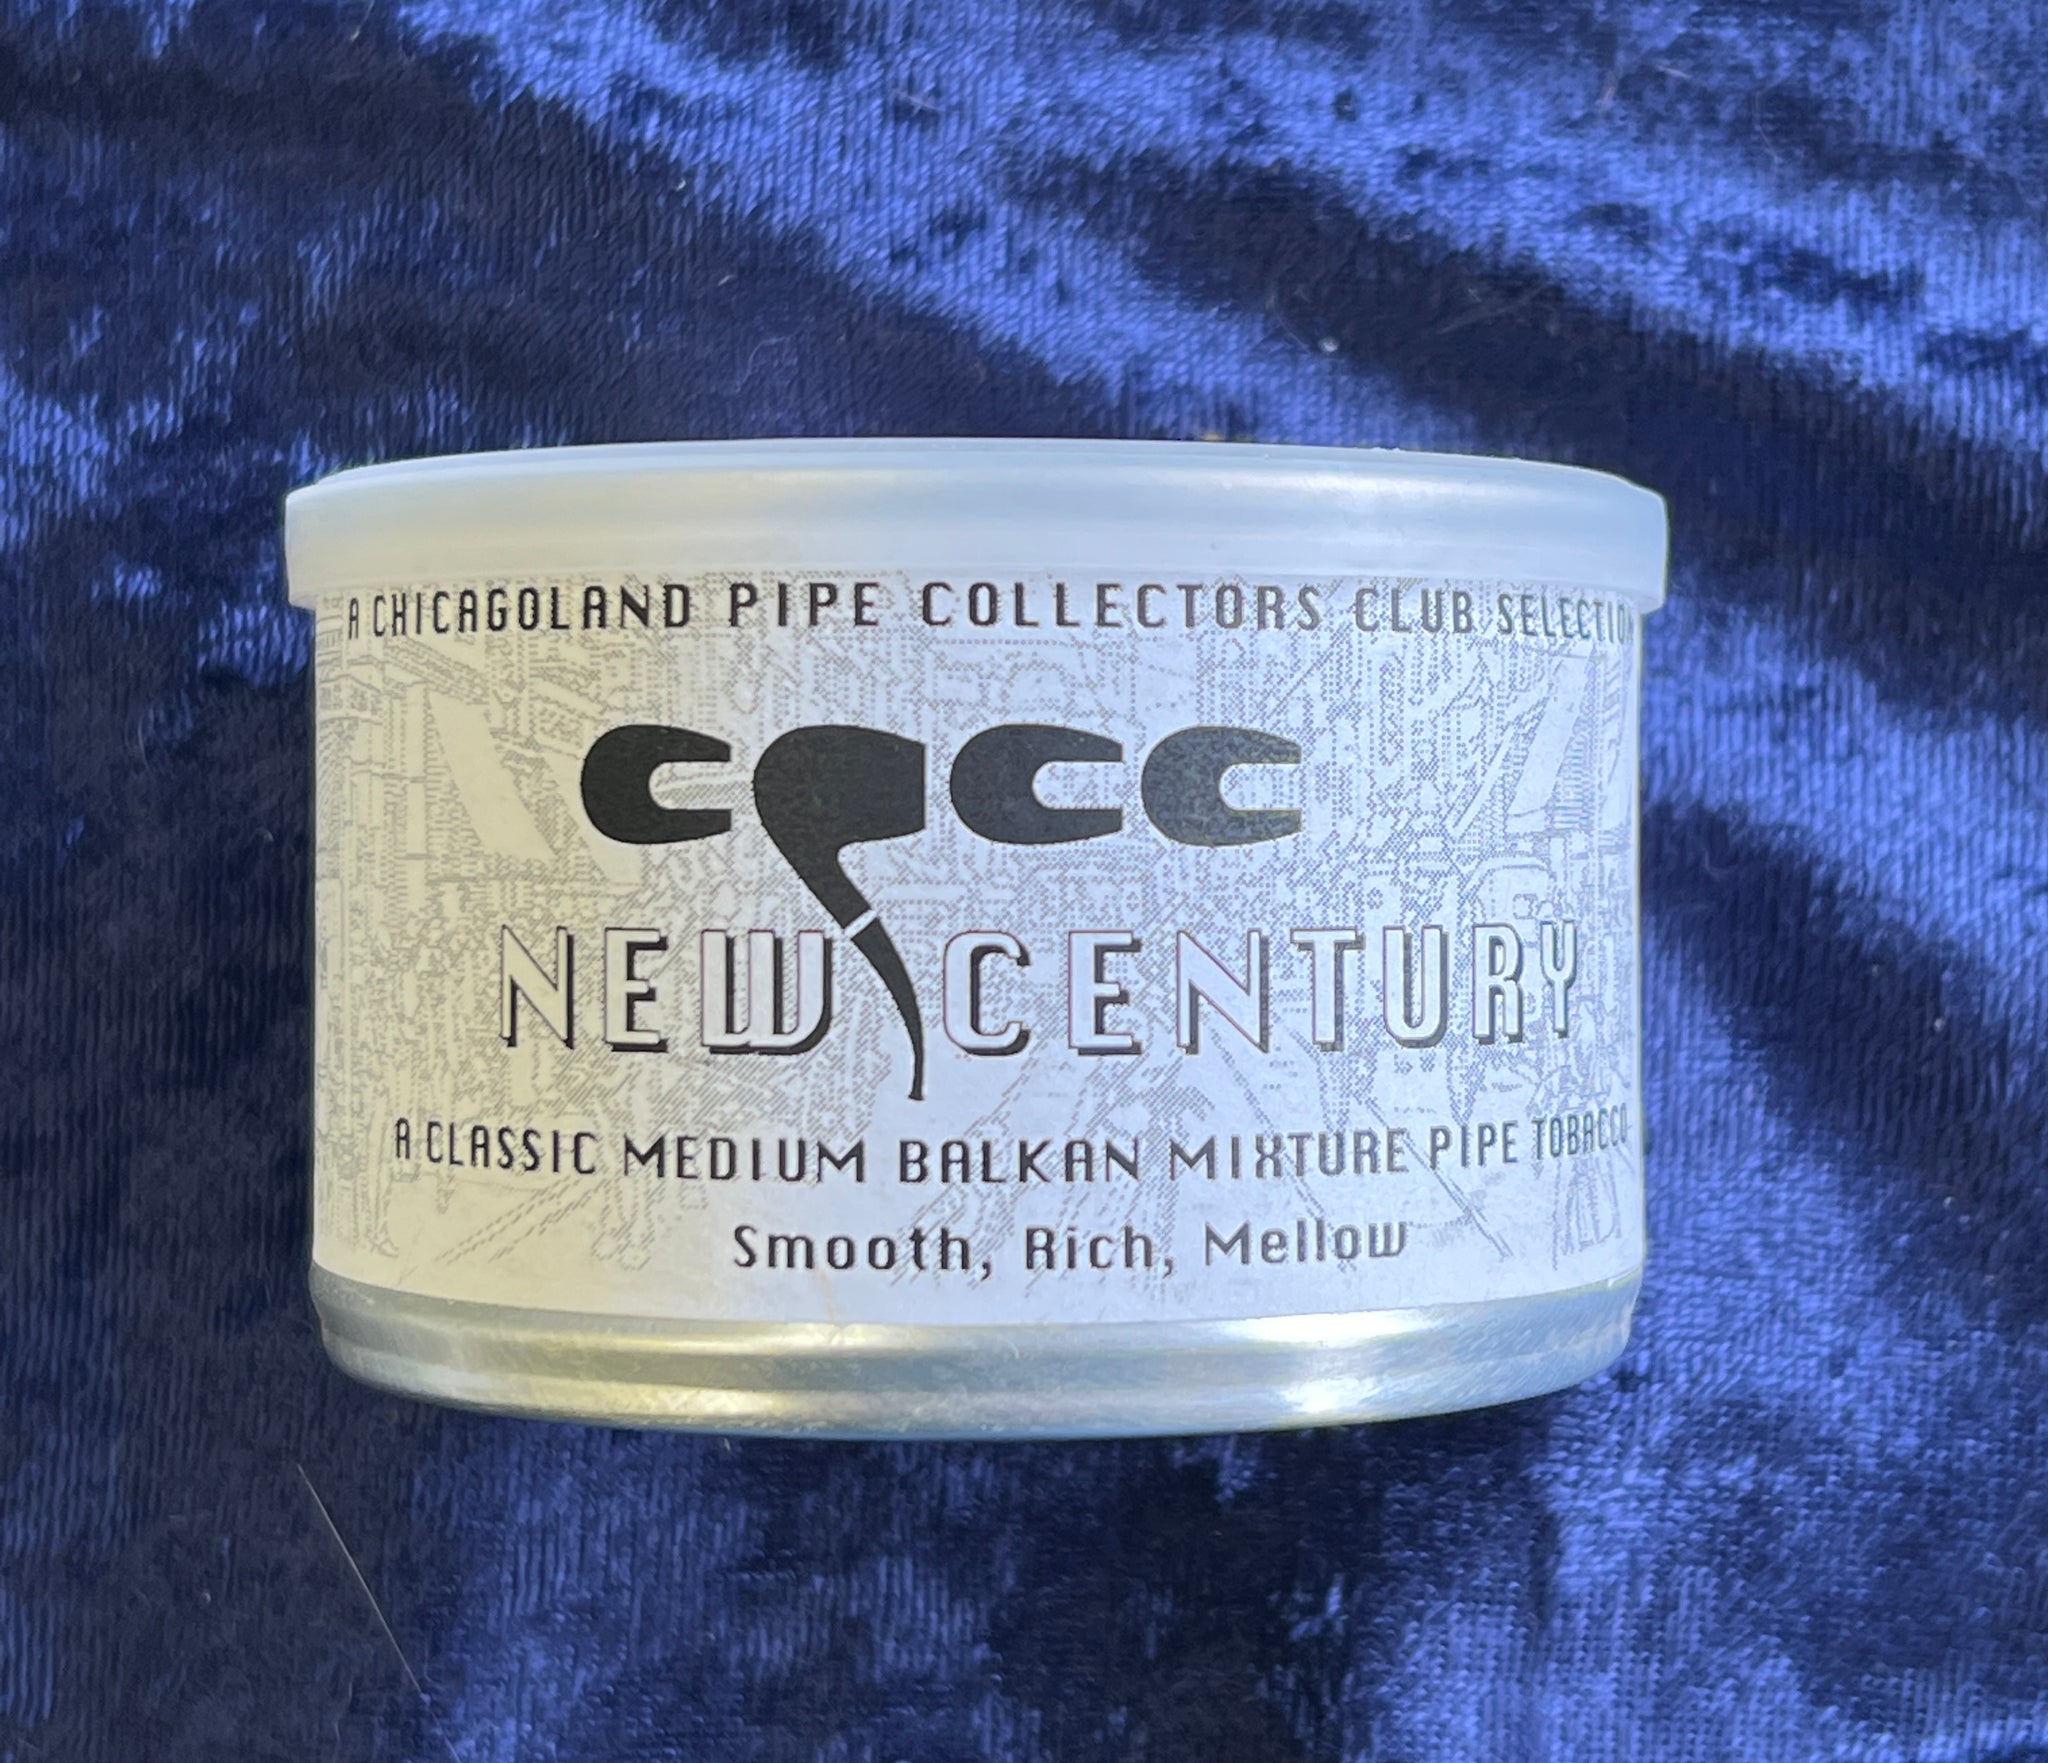 A CHICAGOLAND PIPE COLLECTORS CLUB SELECTION
CPCC
NEW CENTURY
A CLASSIC MEDIUM BALKAN MIXTURE PIPE TOBACCO
Smooth, Rich, Mellow